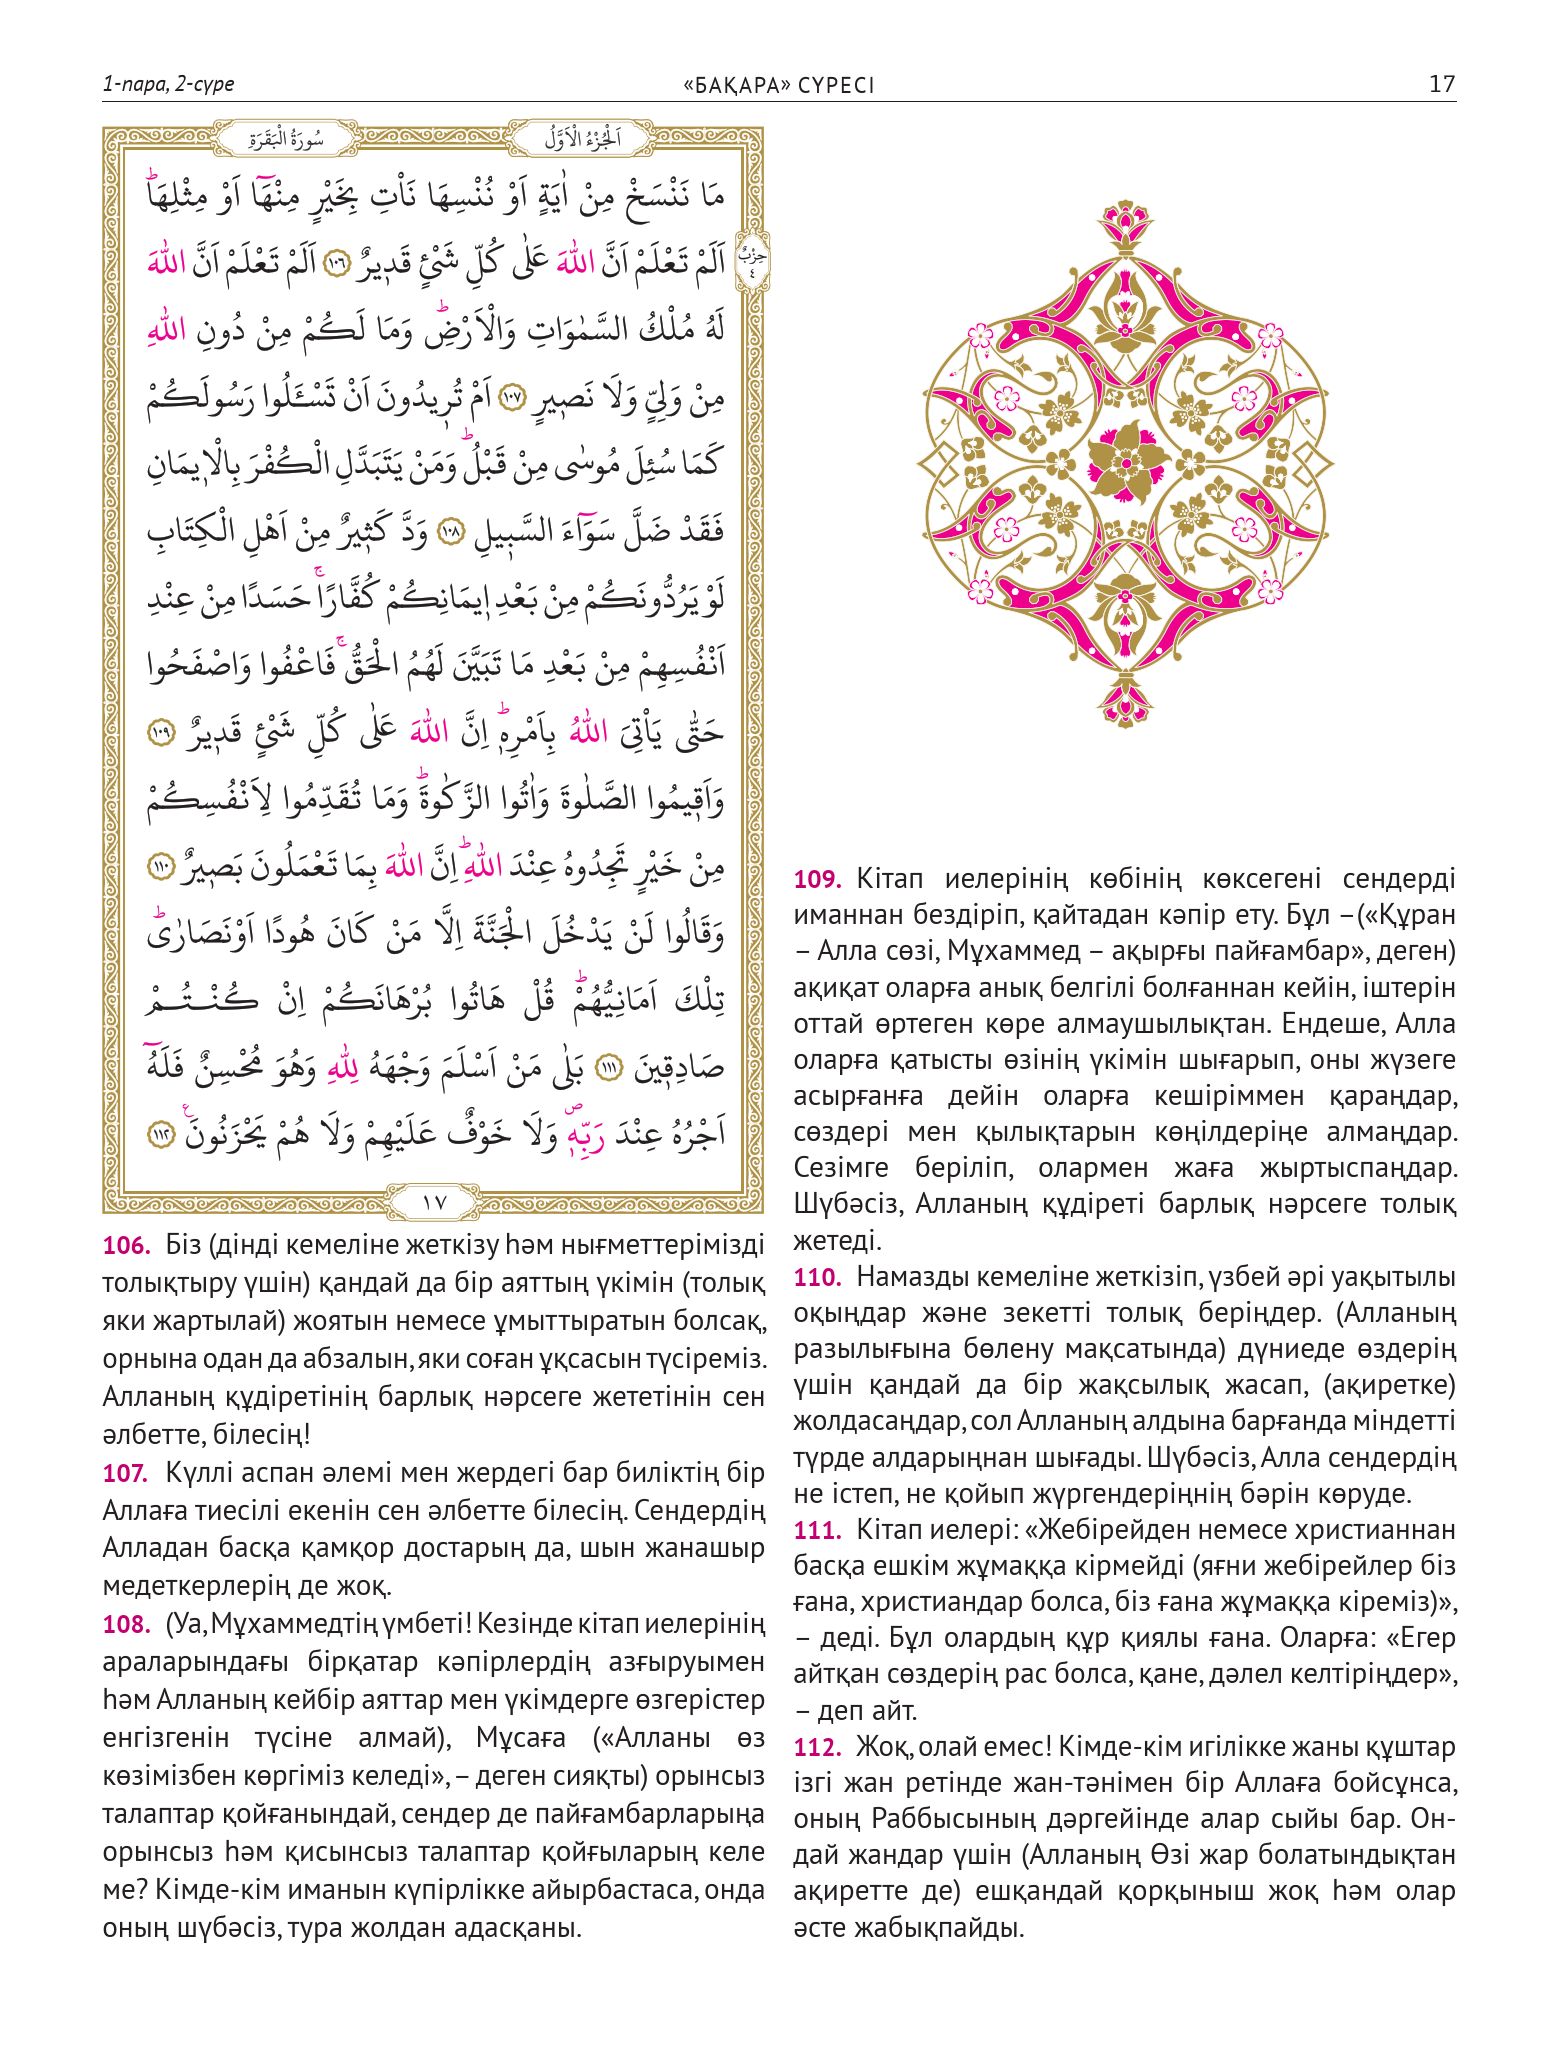 1-пара, 2-сүре
«БАҚАРА» СҮРЕСІ
17
سُورَةُ الْبَقَرَةِ
اَلْجُزْءُ الْاَوَّلُ
مَا نَنْسَخْ مِنْ اٰيَةٍ اَوْ نُنْسِهَا نَأْتِ بِخَيْرٍ مِنْهَٓا اَوْ مِثْلِهَاۜ
اَلَمْ تَعْلَمْ اَنَّ اللّٰهَ عَلٰى كُلِّ شَيْءٍ قَد۪يرٌ ١٠٦ اَلَمْ تَعْلَمْ اَنَّ اللّٰهَ
حِزْبٌ
٤
لَهُ مُلْكُ السَّمٰوَاتِ وَالْاَرْضِۜ وَمَا لَكُمْ مِنْ دُونِ اللّٰهِ
مِنْ وَلِيٍّ وَلَا نَص۪يرٍ ١٠٧ اَمْ تُر۪يدُونَ اَنْ تَسْـَٔلُوا رَسُولَكُمْ
كَمَا سُئِلَ مُوسٰى مِنْ قَبْلُۜ وَمَنْ يَتَبَدَّلِ الْكُفْرَ بِالْا۪يمَانِ
فَقَدْ ضَلَّ سَوَٓاءَ السَّب۪يلِ ١٠٨ وَدَّ كَث۪يرٌ مِنْ اَهْلِ الْكِتَابِ
لَوْ يَرُدُّونَكُمْ مِنْ بَعْدِ ا۪يمَانِكُمْ كُفَّارًاۚ حَسَدًا مِنْ عِنْدِ
اَنْفُسِهِمْ مِنْ بَعْدِ مَا تَبَيَّنَ لَهُمُ الْحَقُّۚ فَاعْفُوا وَاصْفَحُوا
حَتّٰى يَأْتِيَ اللّٰهُ بِاَمْرِه۪ۜ اِنَّ اللّٰهَ عَلٰى كُلِّ شَيْءٍ قَد۪يرٌ ١٠٩
وَاَق۪يمُوا الصَّلٰوةَ وَاٰتُوا الزَّكٰوةَۜ وَمَا تُقَدِّمُوا لِاَنْفُسِكُمْ
مِنْ خَيْرٍ تَجِدُوهُ عِنْدَ اللّٰهِۜ اِنَّ اللّٰهَ بِمَا تَعْمَلُونَ بَص۪يرٌ ١١٠
وَقَالُوا لَنْ يَدْخُلَ الْجَنَّةَ اِلَّا مَنْ كَانَ هُودًا اَوْنَصَارٰىۜ
تِلْكَ اَمَانِيُّهُمْۜ قُلْ هَاتُوا بُرْهَانَكُمْ اِنْ كُنْتُمْ
صَادِق۪ينَ ١١١ بَلٰى مَنْ اَسْلَمَ وَجْهَهُ لِلّٰهِ وَهُوَ مُحْسِنٌ فَلَهُٓ
اَجْرُهُ عِنْدَ رَبِّه۪ۖ وَلَا خَوْفٌ عَلَيْهِمْ وَلَا هُمْ يَحْزَنُونَ ع ١١٢
١٧
106. Біз (дінді кемеліне жеткізу һәм нығметтерімізді
толықтыру үшін) қандай да бір аяттың үкімін (толық
яки жартылай) жоятын немесе ұмыттыратын болсақ,
орнына одан да абзалын, яки соған ұқсасын түсіреміз.
Алланың құдіретінің барлық нәрсеге жететінін сен
әлбетте, білесің!
107. Күллі аспан әлемі мен жердегі бар биліктің бір
Аллаға тиесілі екенін сен әлбетте білесің. Сендердің
Алладан басқа қамқор достарың да, шын жанашыр
медеткерлерің де жоқ.
108. (Уа, Мұхаммедтің үмбеті! Кезінде кітап иелерінің
араларындағы бірқатар кәпірлердің азғыруымен
һәм Алланың кейбір аяттар мен үкімдерге өзгерістер
енгізгенін түсіне алмай), Мұсаға («Алланы өз
көзімізбен көргіміз келеді», – деген сияқты) орынсыз
талаптар қойғанындай, сендер де пайғамбарларыңа
орынсыз һәм қисынсыз талаптар қойғыларың келе
ме? Кімде-кім иманын күпірлікке айырбастаса, онда
оның шүбәсіз, тура жолдан адасқаны.
109. Кітап иелерінің көбінің көксегені сендерді
иманнан бездіріп, қайтадан кәпір ету. Бұл –(«Құран
– Алла сөзі, Мұхаммед – ақырғы пайғамбар», деген)
ақиқат оларға анық белгілі болғаннан кейін, іштерін
оттай өртеген көре алмаушылықтан. Ендеше, Алла
оларға қатысты өзінің үкімін шығарып, оны жүзеге
асырғанға дейін оларға кешіріммен қараңдар,
сөздері мен қылықтарын көңілдеріңе алмаңдар.
Сезімге беріліп, олармен жаға жыртыспаңдар.
Шүбәсіз, Алланың құдіреті барлық нәрсеге толық
жетеді.
110. Намазды кемеліне жеткізіп, үзбей әрі уақытылы
оқыңдар және зекетті толық беріңдер. (Алланың
разылығына бөлену мақсатында) дүниеде өздерің
үшін қандай да бір жақсылық жасап, (ақиретке)
жолдасаңдар, сол Алланың алдына барғанда міндетті
түрде алдарыңнан шығады. Шүбәсіз, Алла сендердің
не істеп, не қойып жүргендеріңнің бәрін көруде.
111. Кітап иелері: «Жебірейден немесе христианнан
басқа ешкім жұмаққа кірмейді (яғни жебірейлер біз
ғана, христиандар болса, біз ғана жұмаққа кіреміз)»,
– деді. Бұл олардың құр қиялы ғана. Оларға: «Егер
айтқан сөздерің рас болса, қане, дәлел келтіріңдер»,
– деп айт.
112. Жоқ, олай емес! Кімде-кім игілікке жаны құштар
ізгі жан ретінде жан-тәнімен бір Аллаға бойсұнса,
оның Раббысының дәргейінде алар сыйы бар. Он-
дай жандар үшін (Алланың Өзі жар болатындықтан
ақиретте де) ешқандай қорқыныш жоқ һәм олар
әсте жабықпайды.